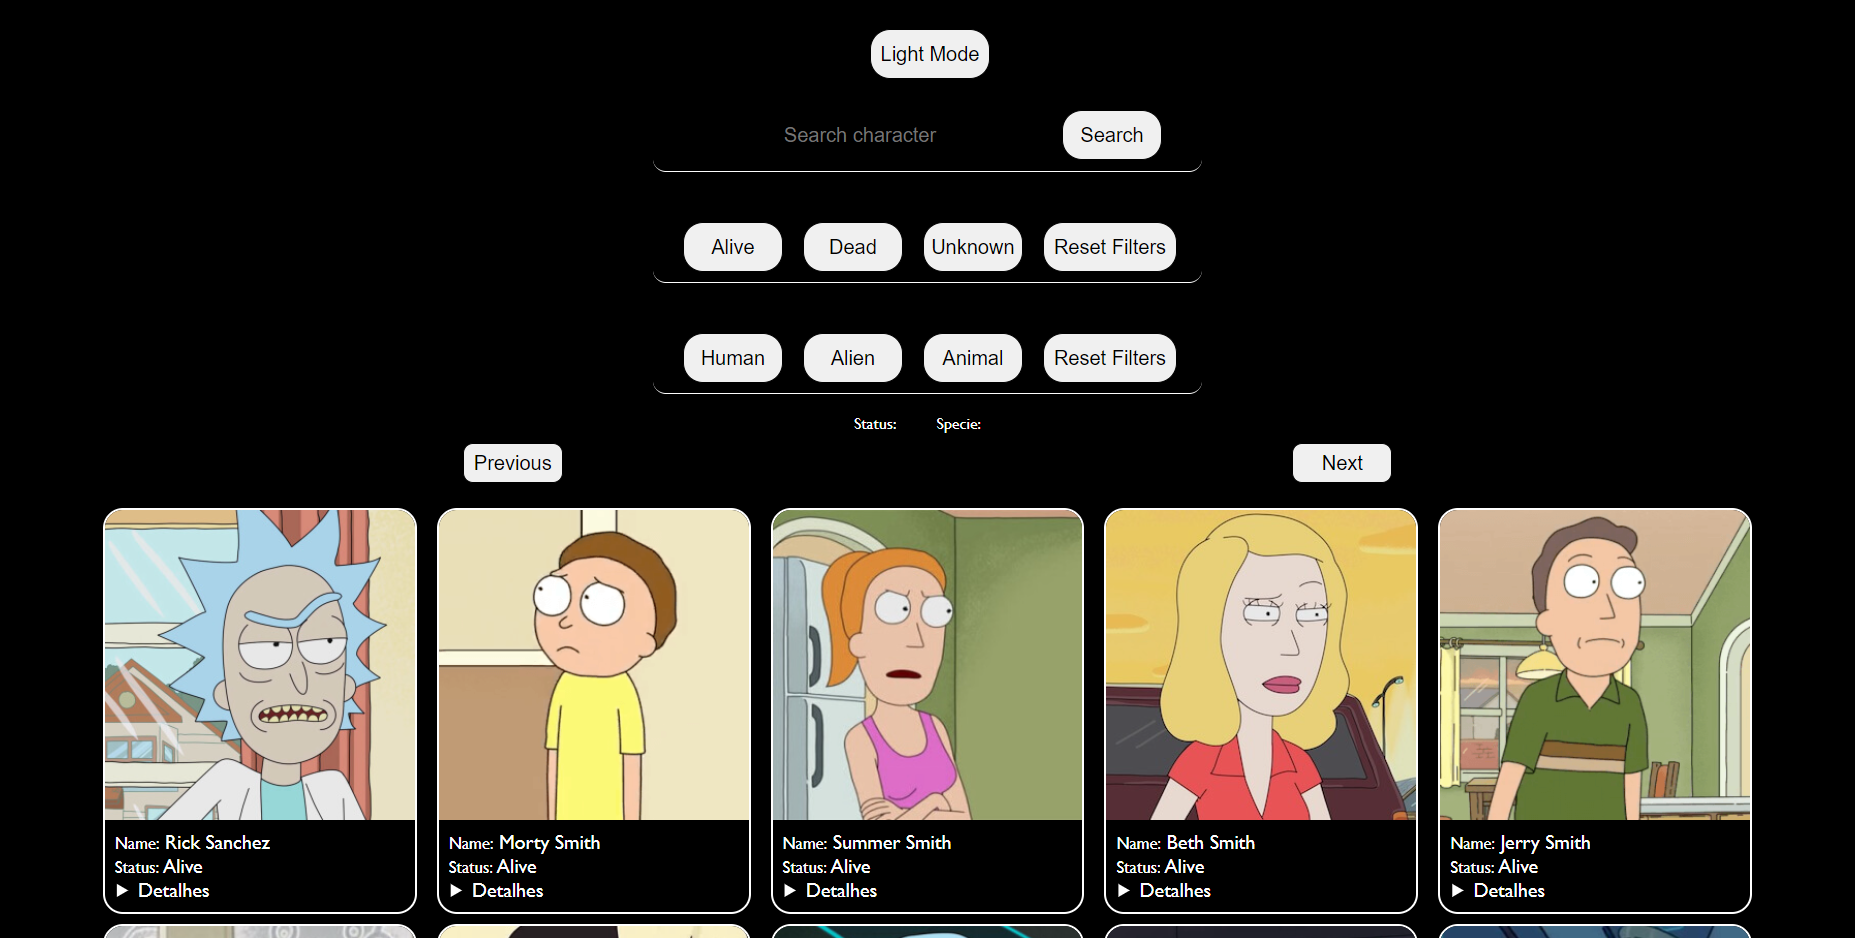 Light Mode
Search character Search
Alive Dead Unknown Reset Filters
Human Alien Animal Reset Filters
Status: Specie:
Previous Next
Name: Rick Sanchez
Status: Alive
▶ Detalhes
Name: Morty Smith
Status: Alive
▶ Detalhes
Name: Summer Smith
Status: Alive
▶ Detalhes
Name: Beth Smith
Status: Alive
▶ Detalhes
Name: Jerry Smith
Status: Alive
▶ Detalhes